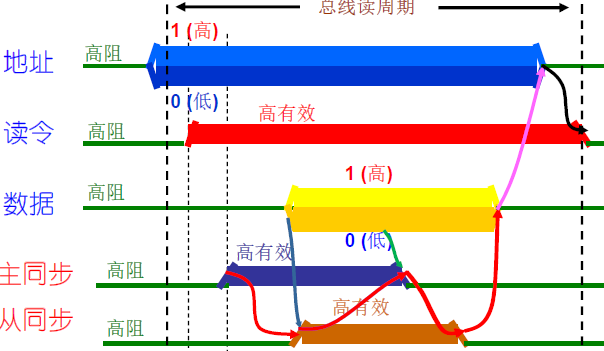 总线读周期
1 (高)
地址
高阻
0 (低)
读令
高阻
高有效
数据
高阻
1 (高)
0 (低)
主同步
高阻
高有效
从同步
高阻
高有效